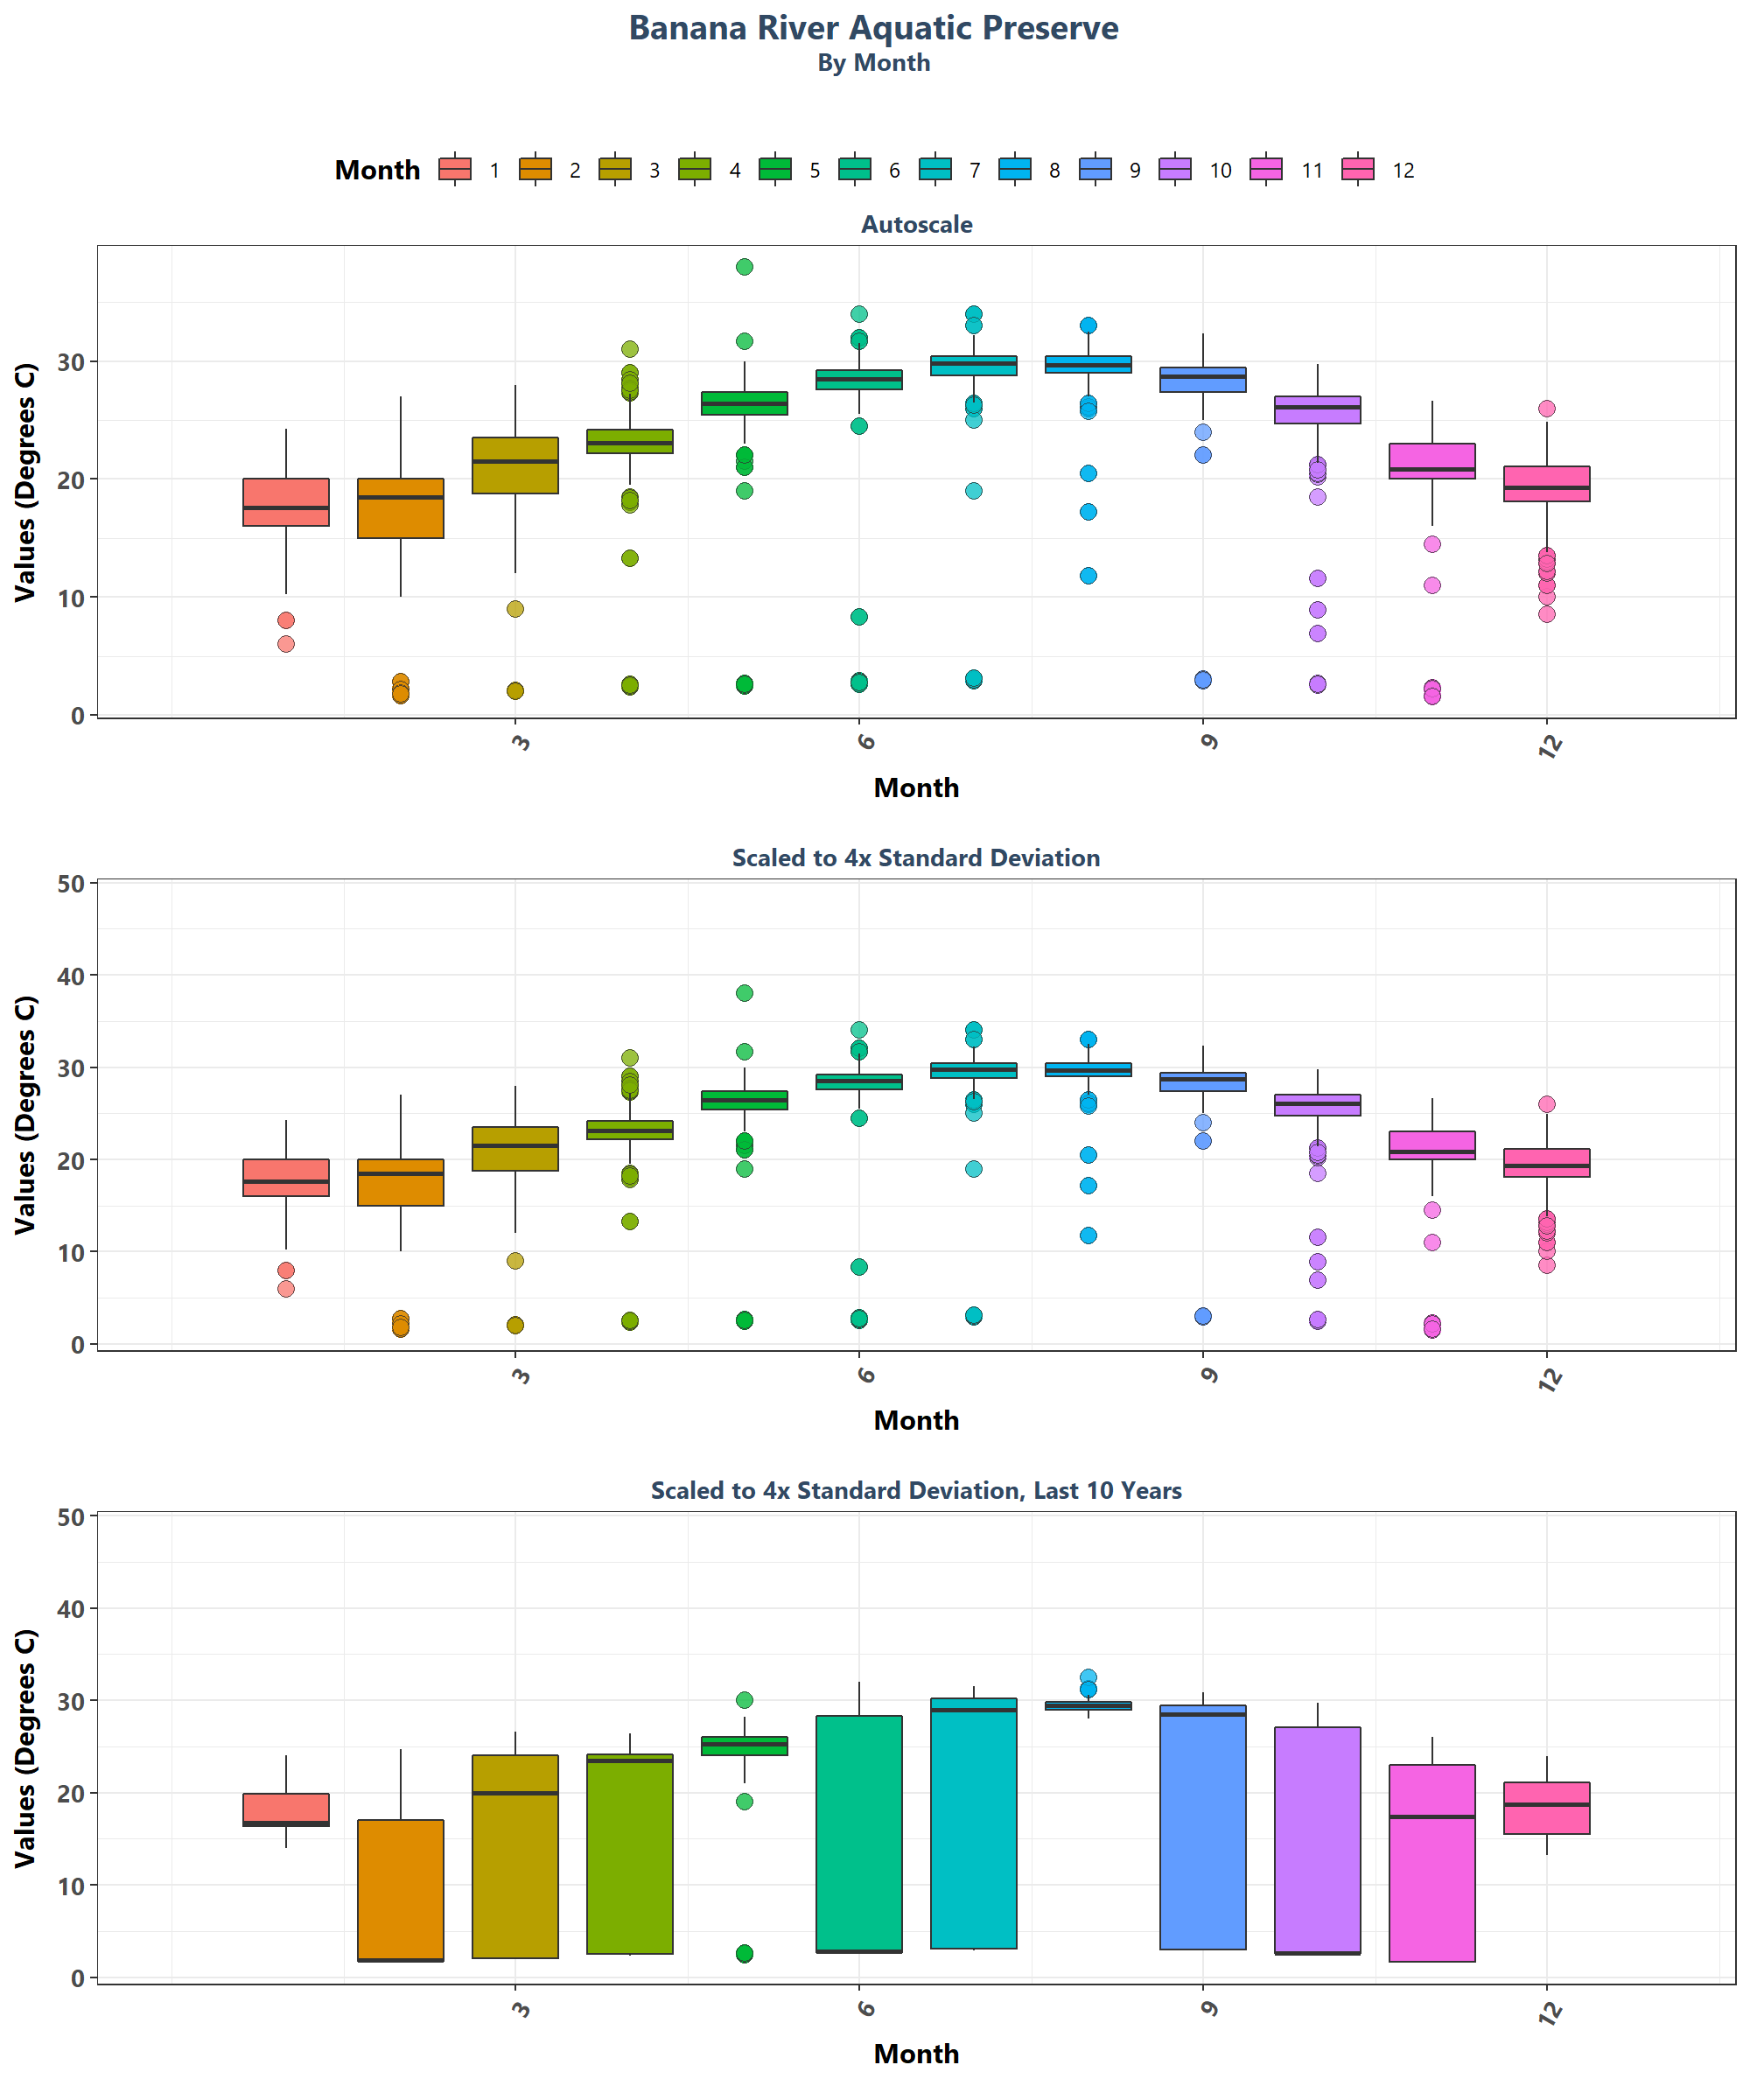 Banana River Aquatic Preserve
By Month
Month 1 2 3 4 5 6 7 8 9 10 11 12
Autoscale
Values (Degrees C)
30
20
10
0
3 6 9 12
Month
Scaled to 4x Standard Deviation
Values (Degrees C)
50
40
30
20
10
0
3 6 9 12
Month
Scaled to 4x Standard Deviation, Last 10 Years
Values (Degrees C)
50
40
30
20
10
0
3 6 9 12
Month